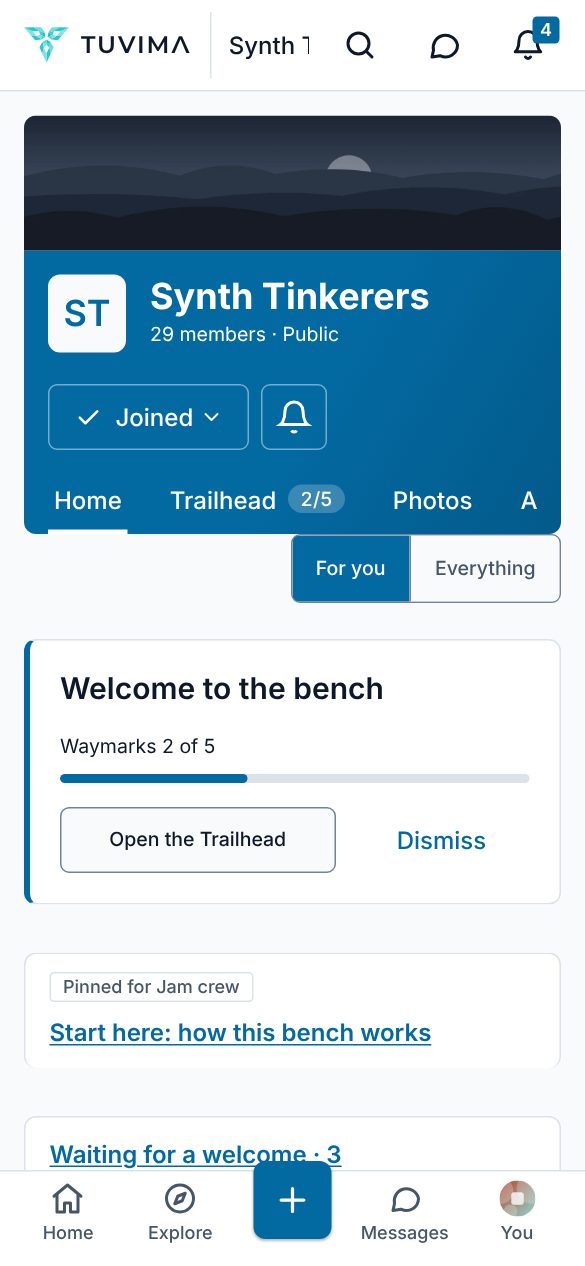 TUVIMA
Synth T
4
ST
Synth Tinkerers
29 members · Public
Joined
Home
Trailhead 2/5
Photos
A
For you
Everything
Welcome to the bench
Waymarks 2 of 5
Open the Trailhead
Dismiss
Pinned for Jam crew
Start here: how this bench works
Waiting for a welcome · 3
Home
Explore
Messages
You